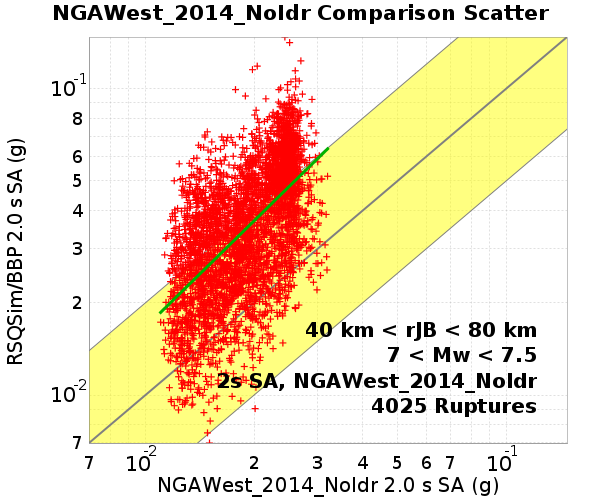 NGAWest_2014_NoIdr Comparison Scatter
RSQSim/BBP 2.0 s SA (g)
10-1
8
6
5
4
3
2
10-2
7
40 km < rJB < 80 km
7 < Mw < 7.5
2s SA, NGAWest_2014_NoIdr
4025 Ruptures
7 10-2 2 3 4 5 6 7 10-1
NGAWest_2014_NoIdr 2.0 s SA (g)